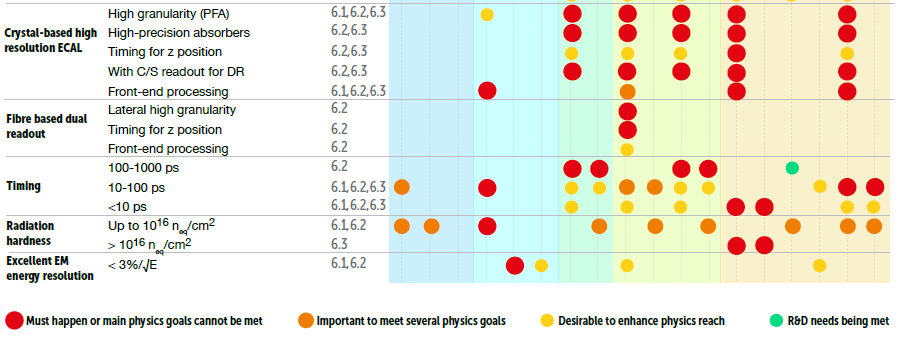 High granularity (PFA) 6.1,6.2,6.3
Crystal-based high resolution ECAL
High-precision absorbers 6.2,6.3
Timing for z position 6.2,6.3
With C/S readout for DR 6.2,6.3
Front-end processing 6.1,6.2,6.3
Lateral high granularity 6.2
Fibre based dual readout
Timing for z position 6.2
Front-end processing 6.2
100-1000 ps 6.2
Timing 10-100 ps 6.1,6.2,6.3
<10 ps 6.1,6.2,6.3
Radiation hardness
Up to 10¹⁶ n_eq/cm² 6.1,6.2
> 10¹⁶ n_eq/cm² 6.3
Excellent EM energy resolution
< 3%/√E 6.1,6.2
Must happen or main physics goals cannot be met
Important to meet several physics goals
Desirable to enhance physics reach
R&D needs being met